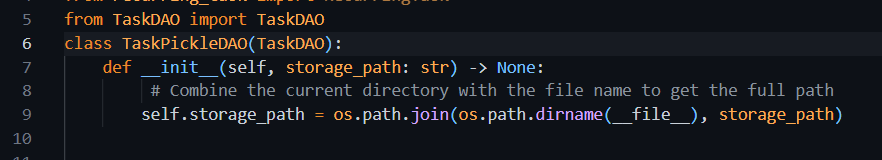 5 from TaskDAO import TaskDAO
6 class TaskPickleDAO(TaskDAO):
7 def __init__(self, storage_path: str) -> None:
8 # Combine the current directory with the file name to get the full path
9 self.storage_path = os.path.join(os.path.dirname(__file__), storage_path)
10